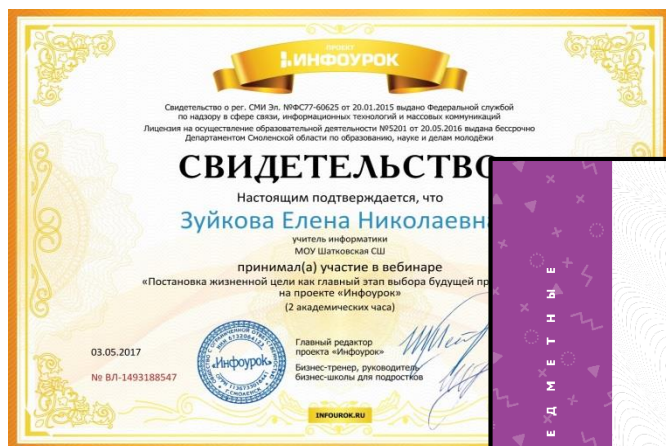 ПРОЕКТ
ИНФОУРОК
Свидетельство о рег. СМИ Эл. №ФС77-60625 от 20.01.2015 выдано Федеральной службой
по надзору в сфере связи, информационных технологий и массовых коммуникаций
Лицензия на осуществление образовательной деятельности №5201 от 20.05.2016 выдана бессрочно
Департаментом Смоленской области по образованию, науке и делам молодёжи
СВИДЕТЕЛЬСТВО
Настоящим подтверждается, что
Зуйкова Елена Николаевна
учитель информатики
МОУ Шатковская СШ
принимал(а) участие в вебинаре
«Постановка жизненной цели как главный этап выбора будущей пр
на проекте «Инфоурок»
(2 академических часа)
03.05.2017
№ ВЛ-1493188547
«Инфоурок»
Главный редактор
проекта «Инфоурок»
Бизнес-тренер, руководитель
бизнес-школы для подростков
INFOUROK.RU
ЕДМЕТНЫЕ